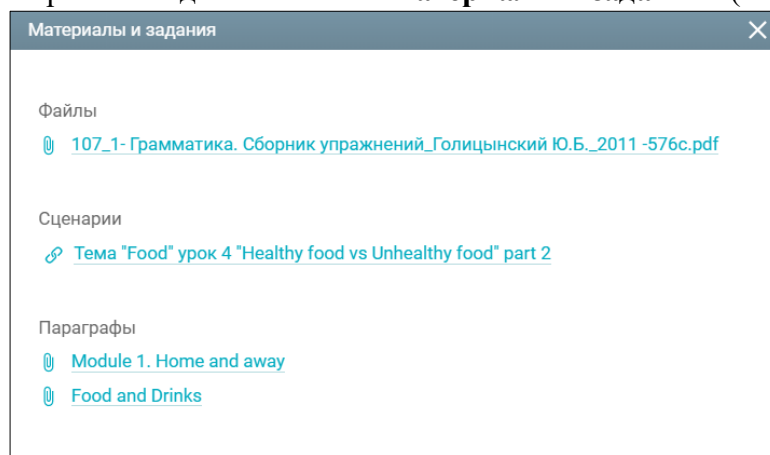 Материалы и задания
Файлы
107_1- Грамматика. Сборник упражнений_Голицынский Ю.Б._2011 -576с.pdf
Сценарии
Тема "Food" урок 4 "Healthy food vs Unhealthy food" part 2
Параграфы
Module 1. Home and away
Food and Drinks